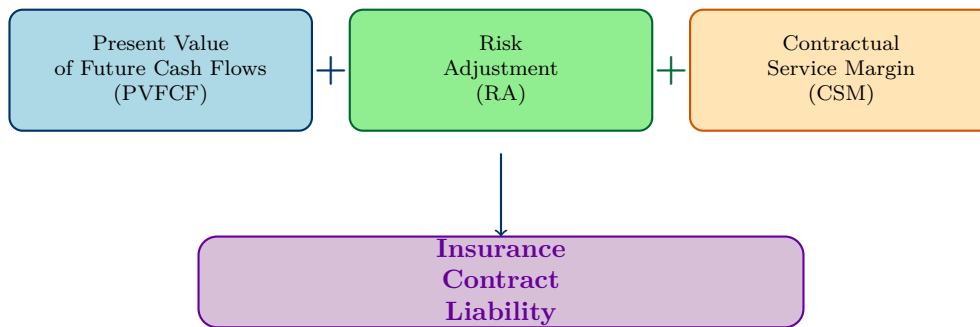 Present Value
of Future Cash Flows
(PVFCF)
+
Risk
Adjustment
(RA)
+
Contractual
Service Margin
(CSM)
Insurance
Contract
Liability